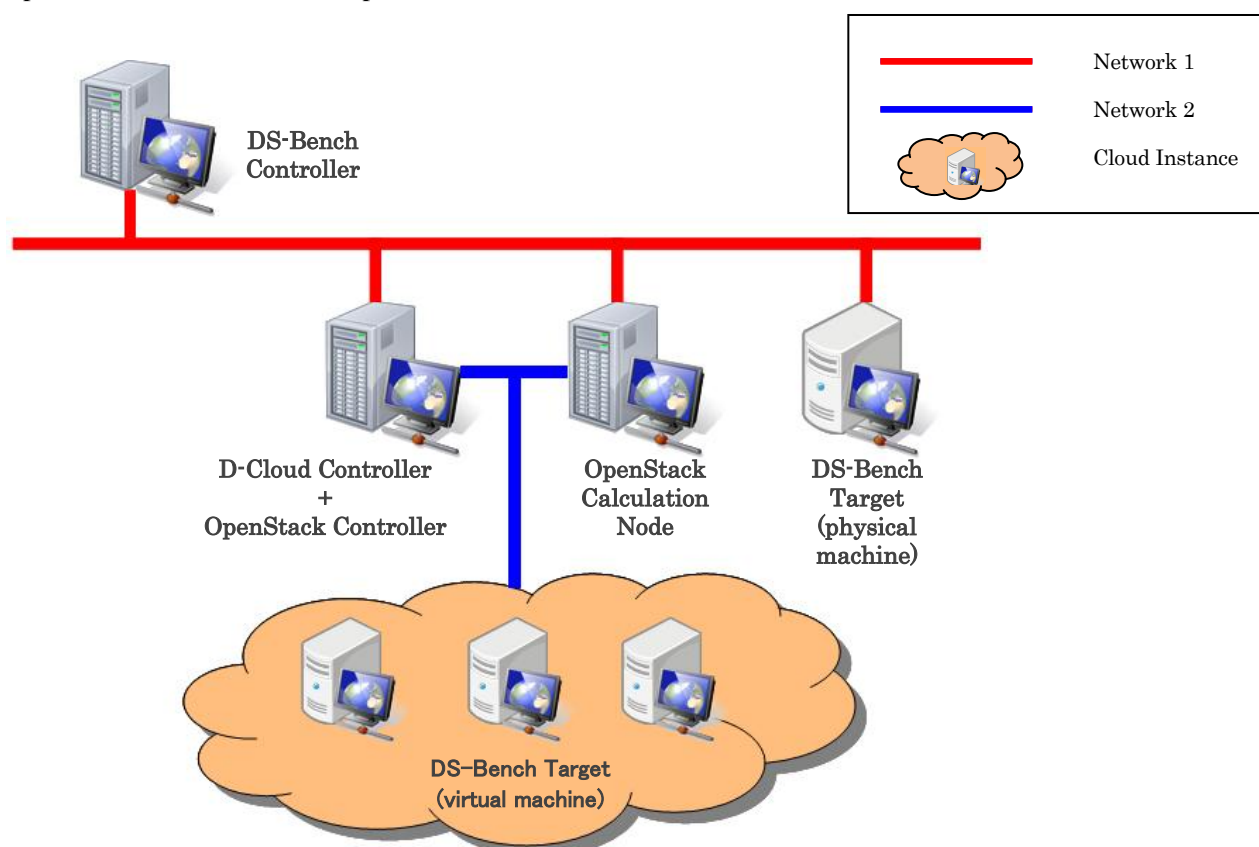 Network 1
Network 2
Cloud Instance
DS-Bench
Controller
D-Cloud Controller
+
OpenStack Controller
OpenStack
Calculation
Node
DS-Bench
Target
(physical
machine)
DS-Bench Target
(virtual machine)